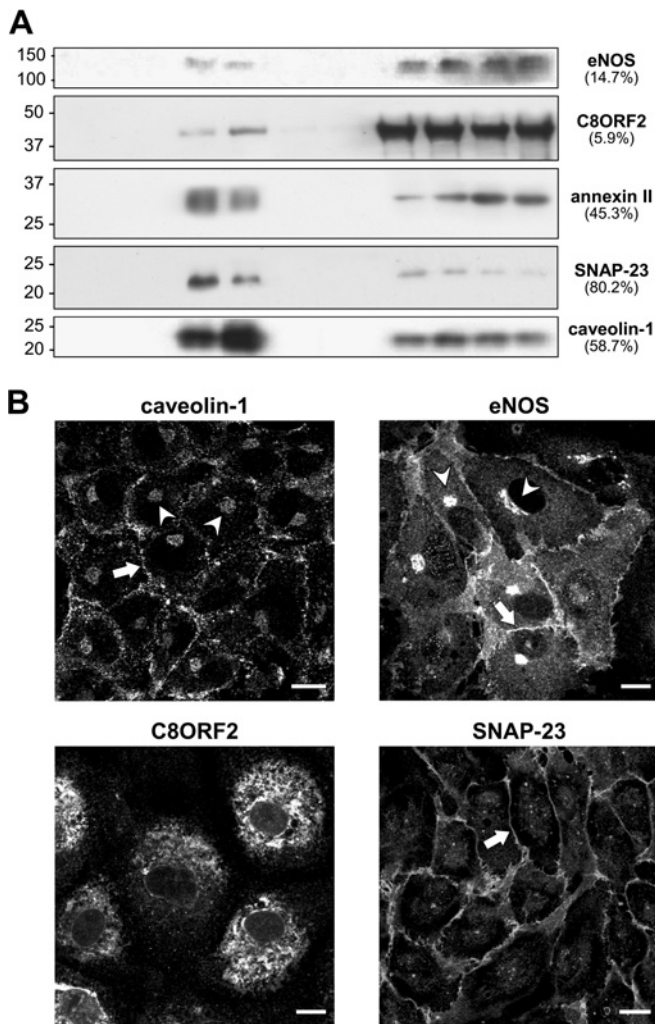 A
150
100
eNOS
(14.7%)
50
37
C8ORF2
(5.9%)
37
25
annexin II
(45.3%)
25
20
SNAP-23
(80.2%)
25
20
caveolin-1
(58.7%)
B
caveolin-1
eNOS
C8ORF2
SNAP-23